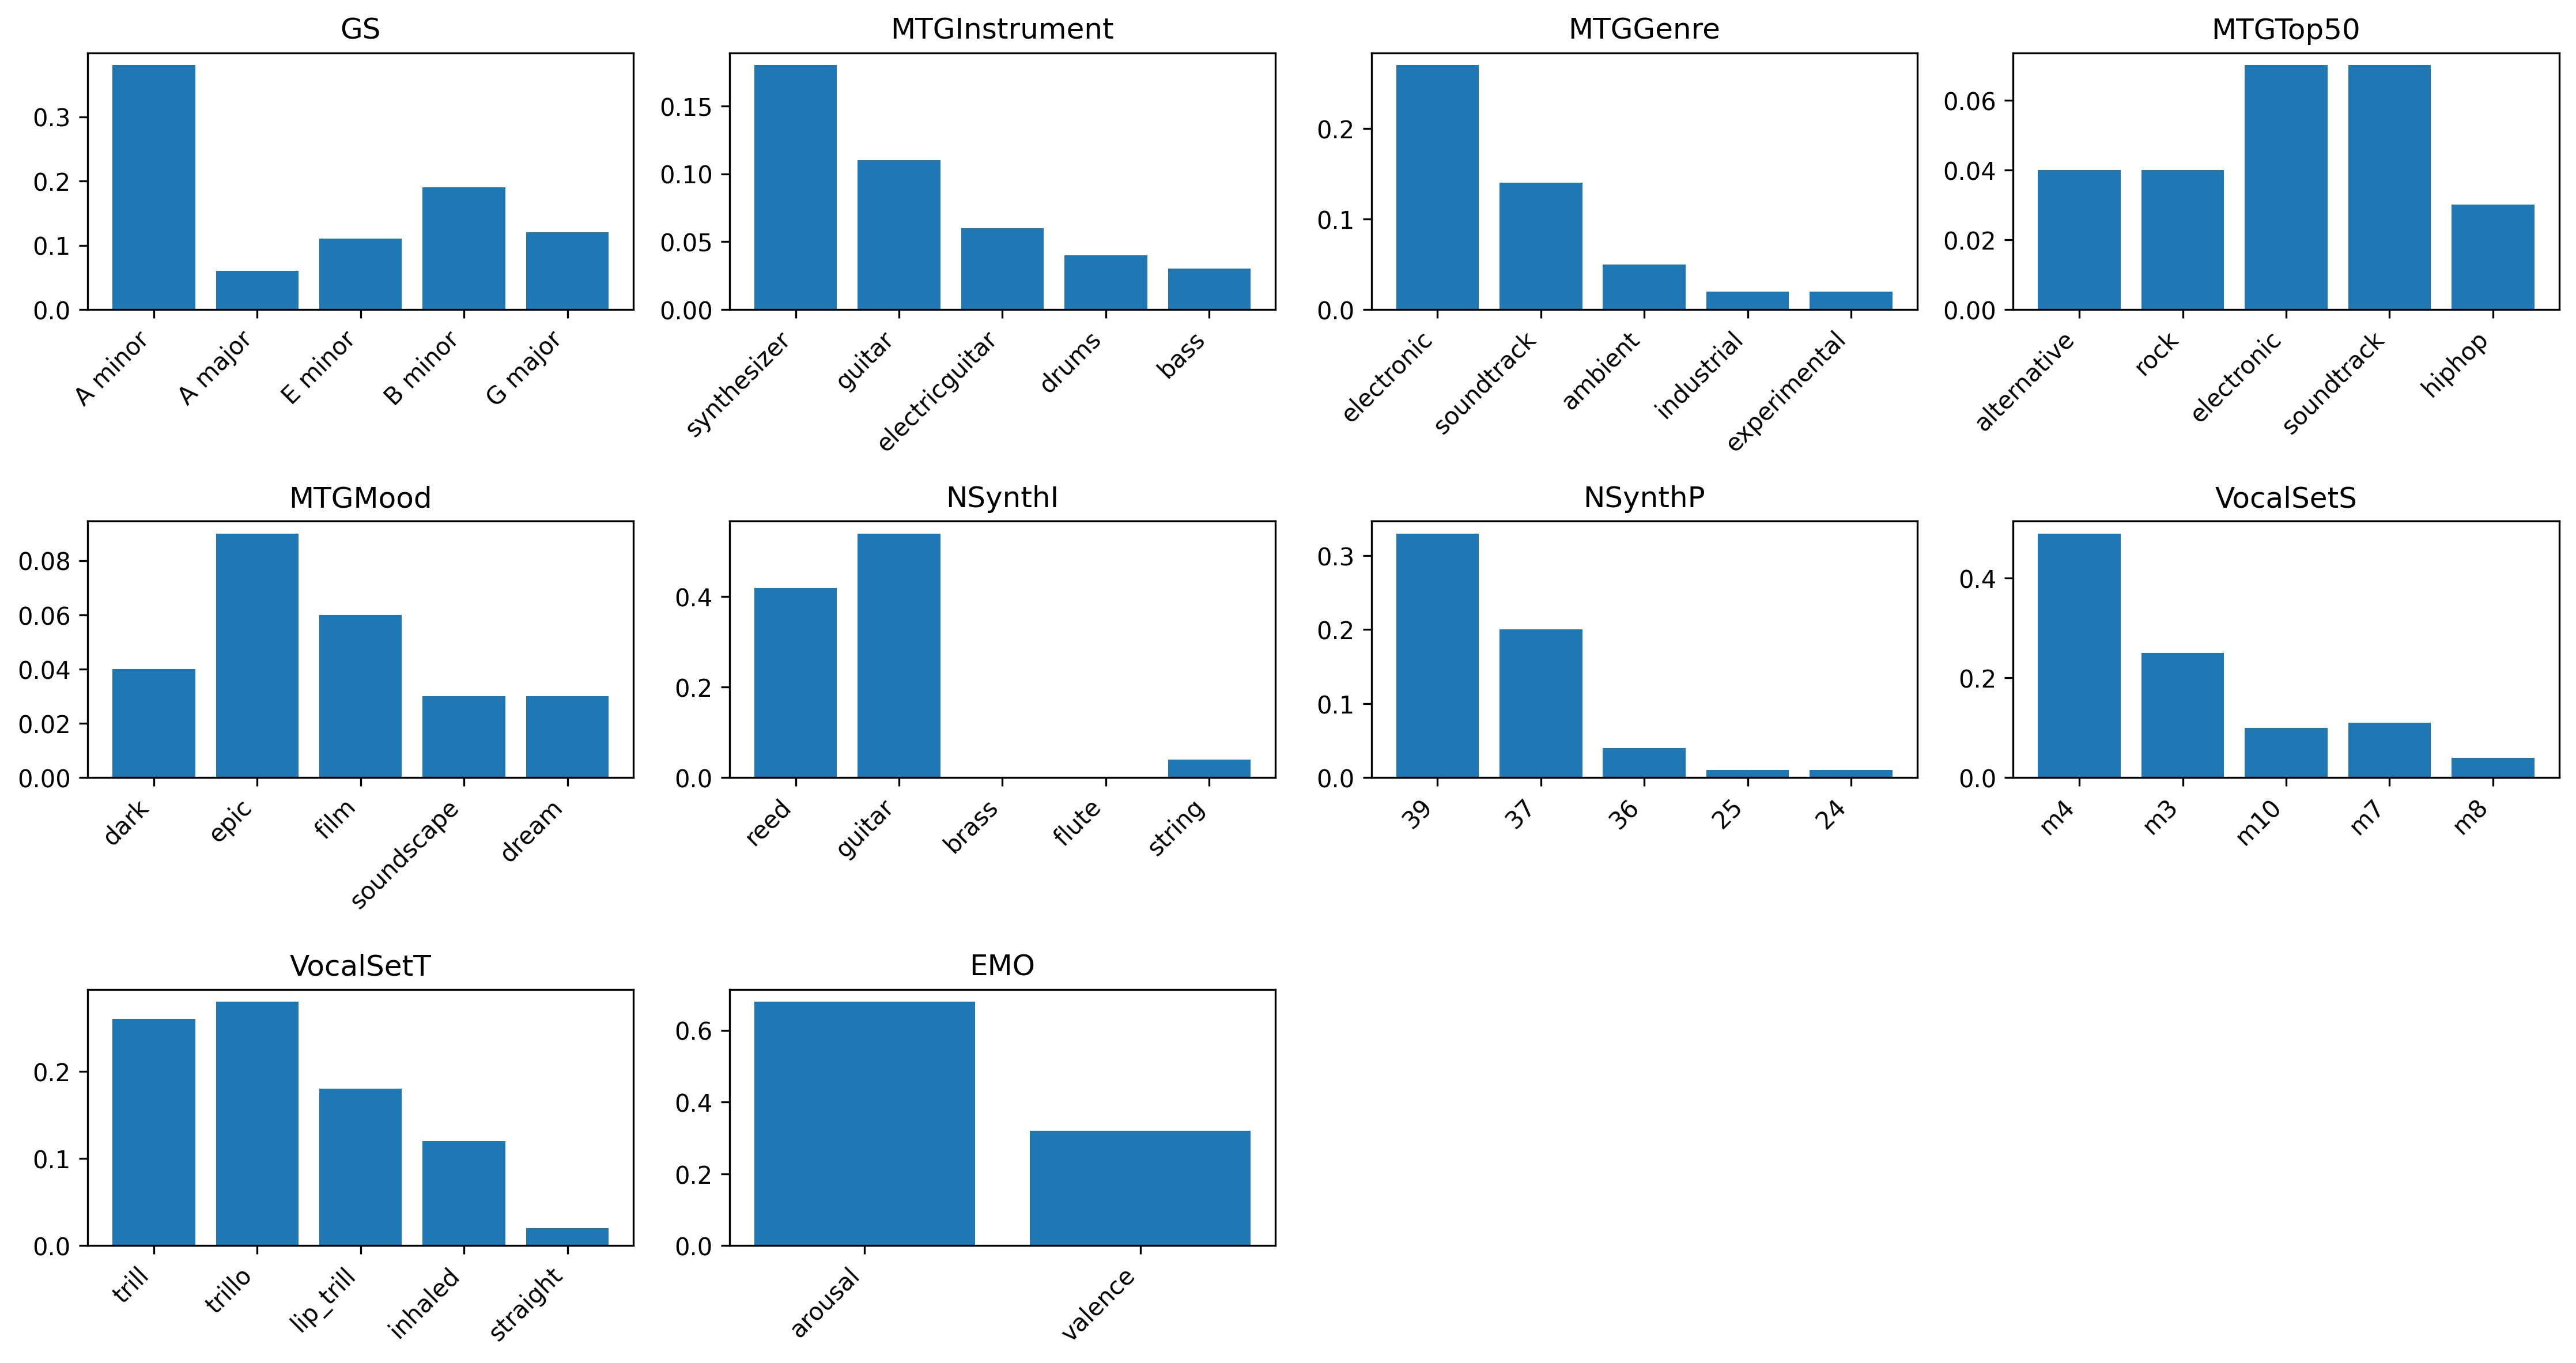 GS
0.3
0.2
0.1
0.0
A minor
A major
E minor
B minor
G major
MTGInstrument
0.15
0.10
0.05
0.00
synthesizer
guitar
electricguitar
drums
bass
MTGGenre
0.2
0.1
0.0
electronic
soundtrack
ambient
industrial
experimental
MTGTop50
0.06
0.04
0.02
0.00
alternative
rock
electronic
soundtrack
hiphop
MTGMood
0.08
0.06
0.04
0.02
0.00
dark
epic
film
soundscape
dream
NSynthI
0.4
0.2
0.0
reed
guitar
brass
flute
string
NSynthP
0.3
0.2
0.1
0.0
39
37
36
25
24
VocalSetS
0.4
0.2
0.0
m4
m3
m10
m7
m8
VocalSetT
0.2
0.1
0.0
trill
trillo
lip_trill
inhaled
straight
EMO
0.6
0.4
0.2
0.0
arousal
valence